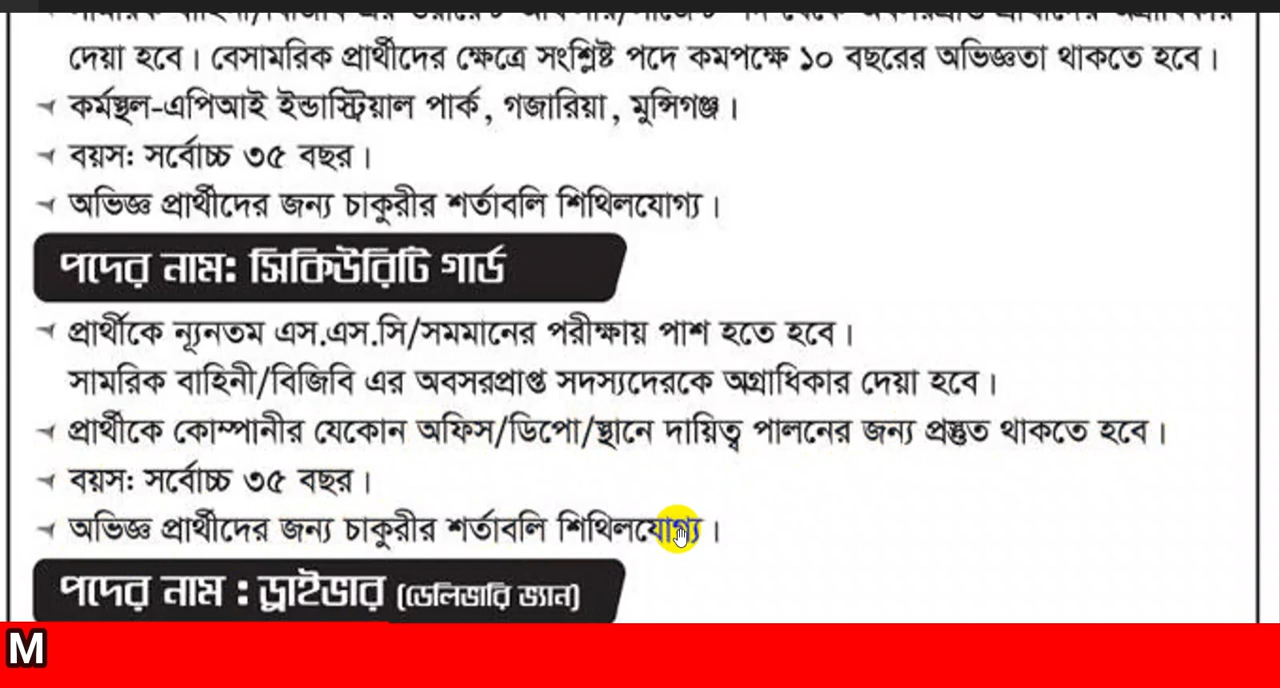 দেয়া হবে। বেসামরিক প্রার্থীদের ক্ষেত্রে সংশ্লিষ্ট পদে কমপক্ষে ১০ বছরের অভিজ্ঞতা থাকতে হবে।
কর্মস্থল-এপিআই ইন্ডাস্ট্রিয়াল পার্ক, গজারিয়া, মুন্সিগঞ্জ।
বয়স: সর্বোচ্চ ৩৫ বছর।
অভিজ্ঞ প্রার্থীদের জন্য চাকুরীর শর্তাবলি শিথিলযোগ্য।
পদের নাম: সিকিউরিটি গার্ড
প্রার্থীকে ন্যূনতম এস.এস.সি/সমমানের পরীক্ষায় পাশ হতে হবে।
সামরিক বাহিনী/বিজিবি এর অবসরপ্রাপ্ত সদস্যদেরকে অগ্রাধিকার দেয়া হবে।
প্রার্থীকে কোম্পানীর যেকোন অফিস/ডিপো/স্থানে দায়িত্ব পালনের জন্য প্রস্তুত থাকতে হবে।
বয়স: সর্বোচ্চ ৩৫ বছর।
অভিজ্ঞ প্রার্থীদের জন্য চাকুরীর শর্তাবলি শিথিলযোগ্য।
পদের নাম : ড্রাইভার (ডেলিভারি ভ্যান)
M